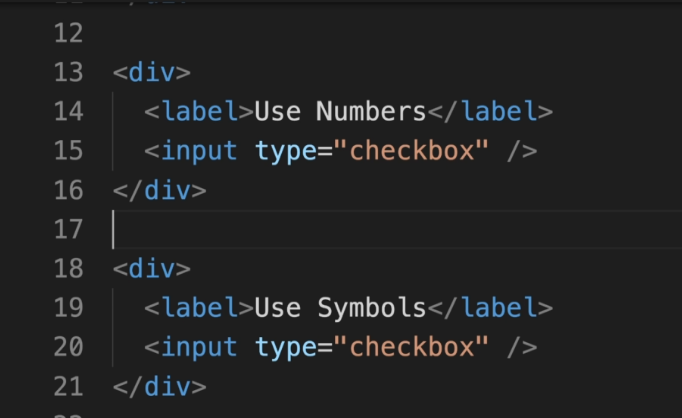 12
13 <div>
14   <label>Use Numbers</label>
15   <input type="checkbox" />
16 </div>
17
18 <div>
19   <label>Use Symbols</label>
20   <input type="checkbox" />
21 </div>